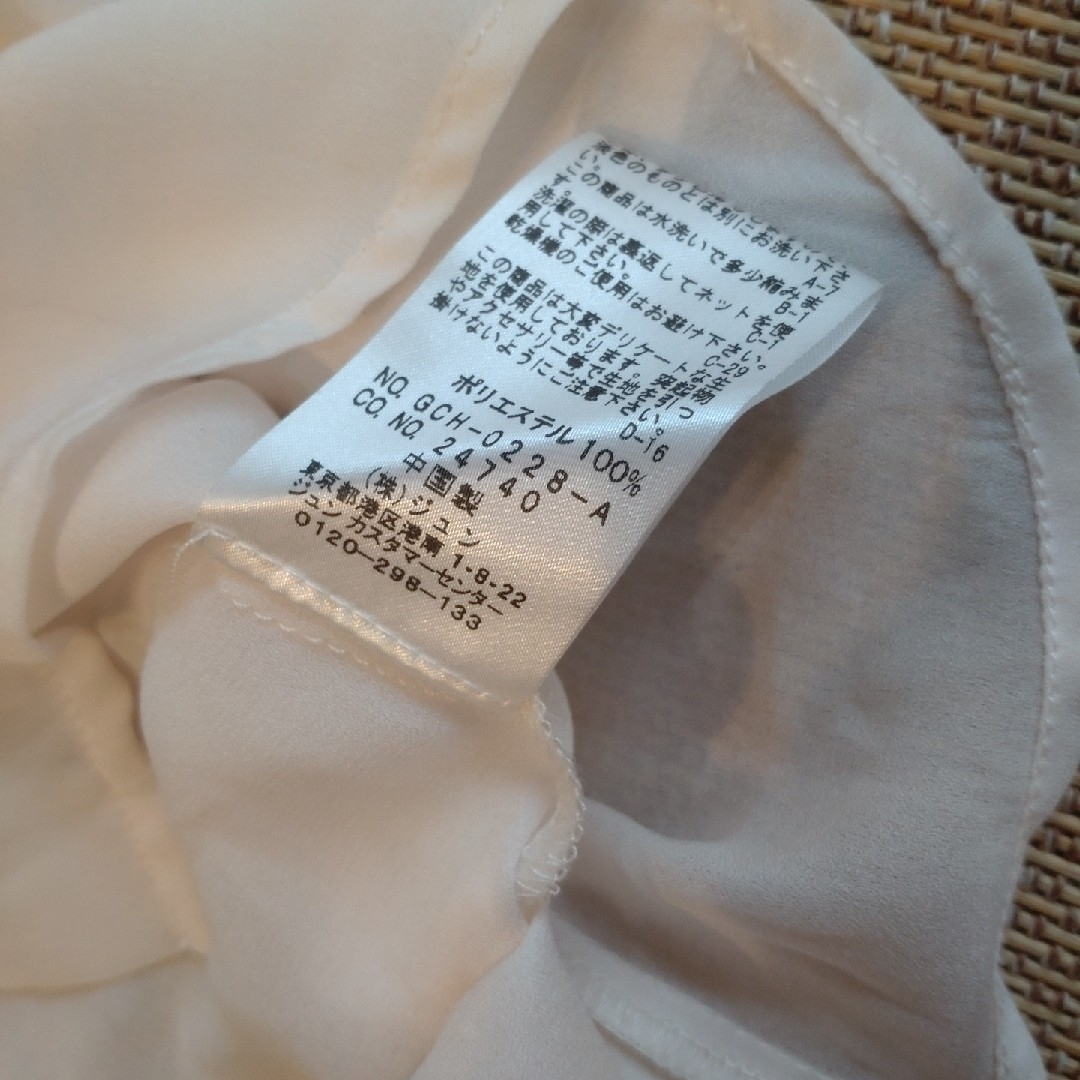 淡色のものとは別にお洗い下さ
い。 A-7
この商品は水洗いで多少縮みま
す。 B-1
洗濯の際は裏返してネットを使
用して下さい。 C-1
乾燥機のご使用はお避け下さい。
C-29
この商品は大変デリケートな生
地を使用しております。突起物
やアクセサリー等で生地を引っ
掛けないようにご注意下さい。
D-16
ポリエステル 100%
NO. GCH-0228-A
CO. NO. 24740
中国製
(株)ジュン
東京都港区港南 1-8-22
ジュンカスタマーセンター
0120-298-133